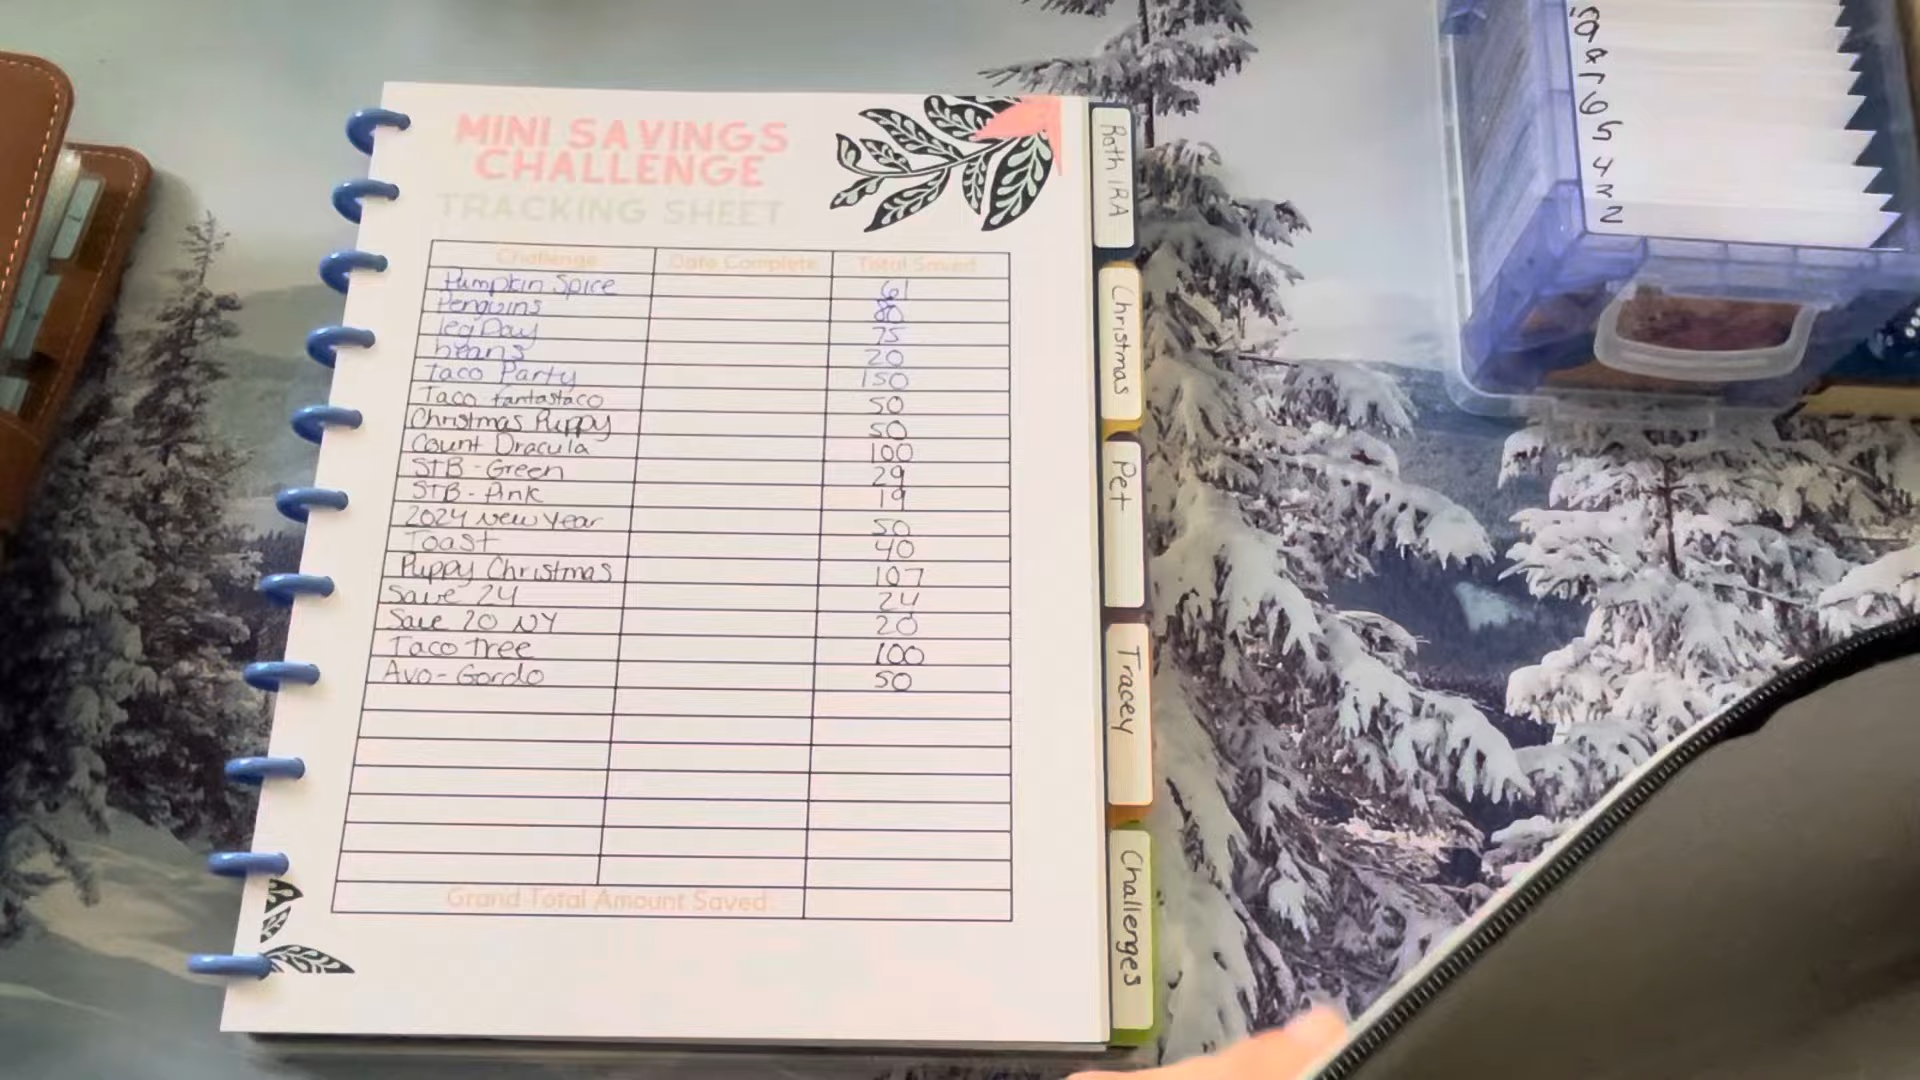 MINI SAVINGS
CHALLENGE
TRACKING SHEET
Challenge Date Complete Total Saved
Pumpkin Spice 61
Penguins 80
leg Day 75
beans 20
Taco Party 150
Taco fantastaco 50
Christmas Puppy 50
Count Dracula 100
STB-Green 29
STB-Pink 19
2024 New Year 50
Toast 40
Puppy Christmas 107
Save 24 24
Save 20 NY 20
Taco Tree 100
Avo-Gordo 50
Grand Total Amount Saved:
Roth IRA
Christmas
Pet
Tracey
Challenges
6
5
4
3
2